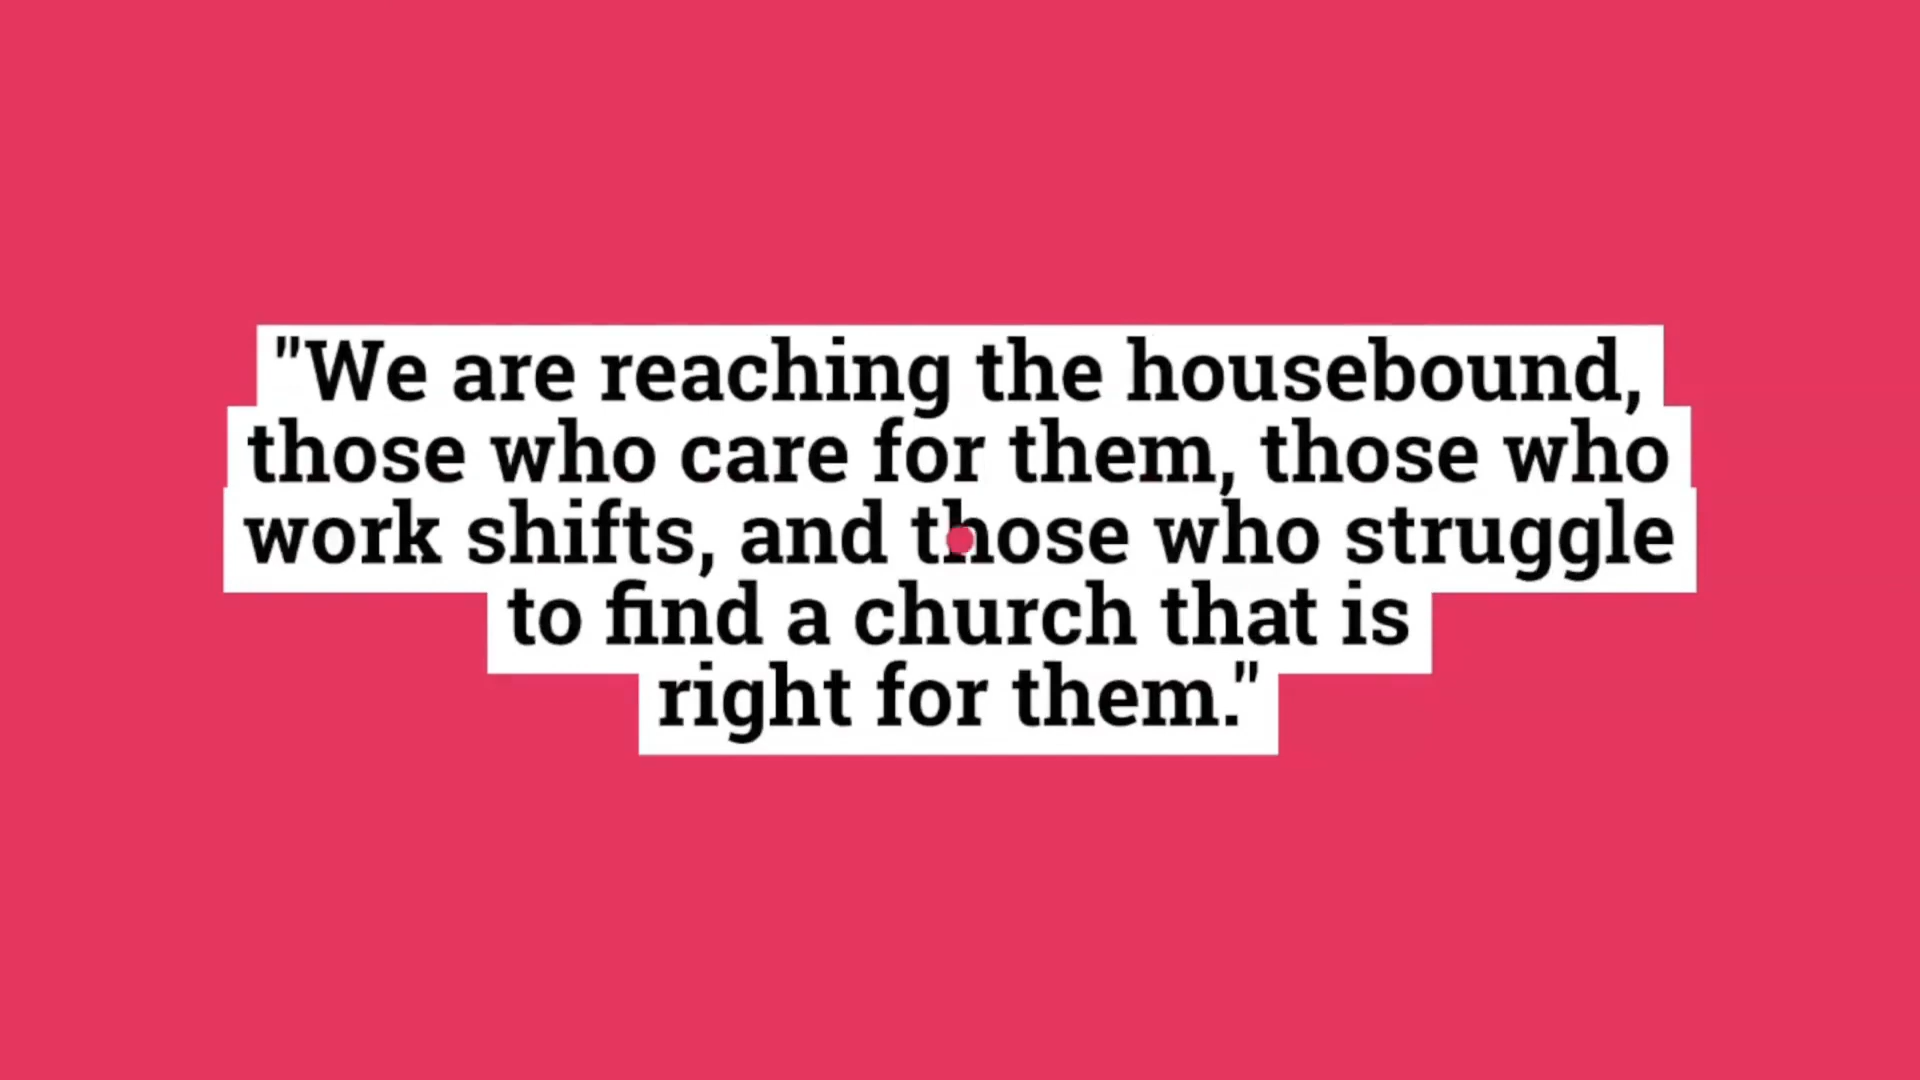 "We are reaching the housebound,
those who care for them, those who
work shifts, and those who struggle
to find a church that is
right for them."